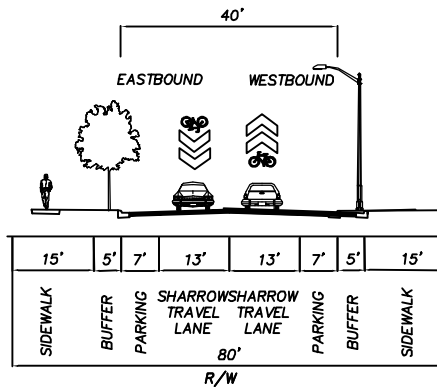 40'
EASTBOUND WESTBOUND
15' 5' 7' 13' 13' 7' 5' 15'
SIDEWALK
BUFFER
PARKING
SHARROW
TRAVEL
LANE
SHARROW
TRAVEL
LANE
PARKING
BUFFER
SIDEWALK
80'
R/W